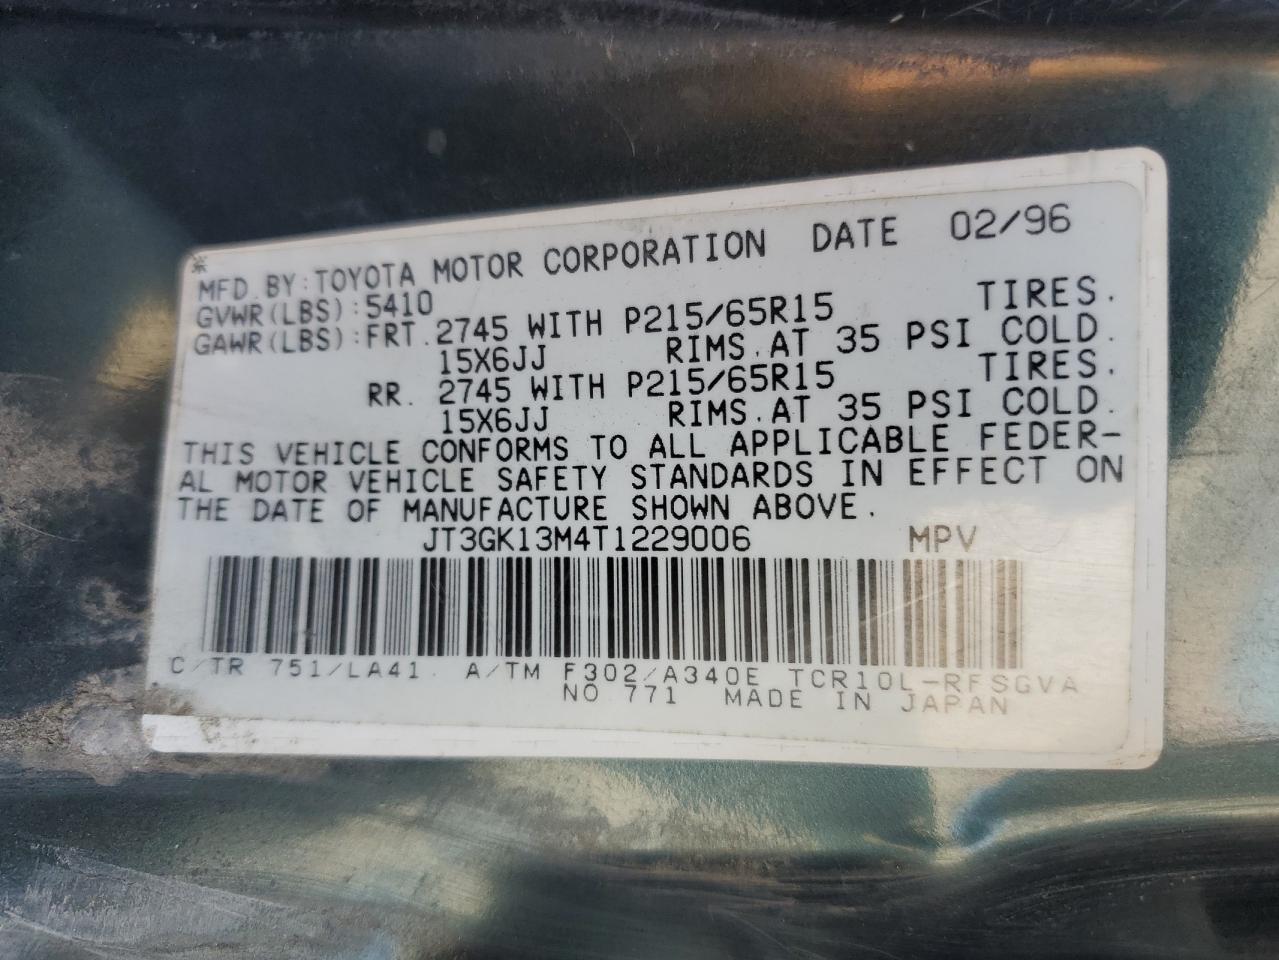 MFD. BY: TOYOTA MOTOR CORPORATION DATE 02/96
GVWR(LBS): 5410
GAWR(LBS): FRT. 2745 WITH P215/65R15 TIRES.
15X6JJ RIMS. AT 35 PSI COLD.
RR. 2745 WITH P215/65R15 TIRES.
15X6JJ RIMS. AT 35 PSI COLD.
THIS VEHICLE CONFORMS TO ALL APPLICABLE FEDER-
AL MOTOR VEHICLE SAFETY STANDARDS IN EFFECT ON
THE DATE OF MANUFACTURE SHOWN ABOVE.
JT3GK13M4T1229006 MPV
C/TR 751/LA41. A/TM F302/A340E TCR10L-RFSGVA
NO 771 MADE IN JAPAN